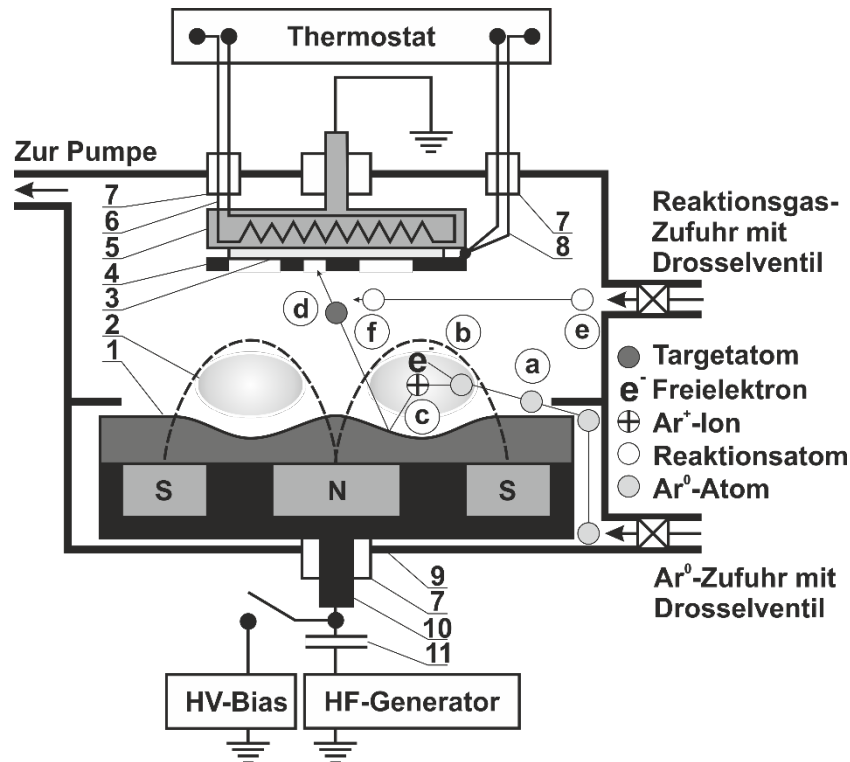 Thermostat
Zur Pumpe
7
6
5
4
3
2
1
7
8
Reaktionsgas-
Zufuhr mit
Drosselventil
d
f
b
e
a
e-
c
Targetatom
e- Freielektron
Ar+-Ion
Reaktionsatom
Ar0-Atom
S
N
S
9
7
10
11
Ar0-Zufuhr mit
Drosselventil
HV-Bias
HF-Generator